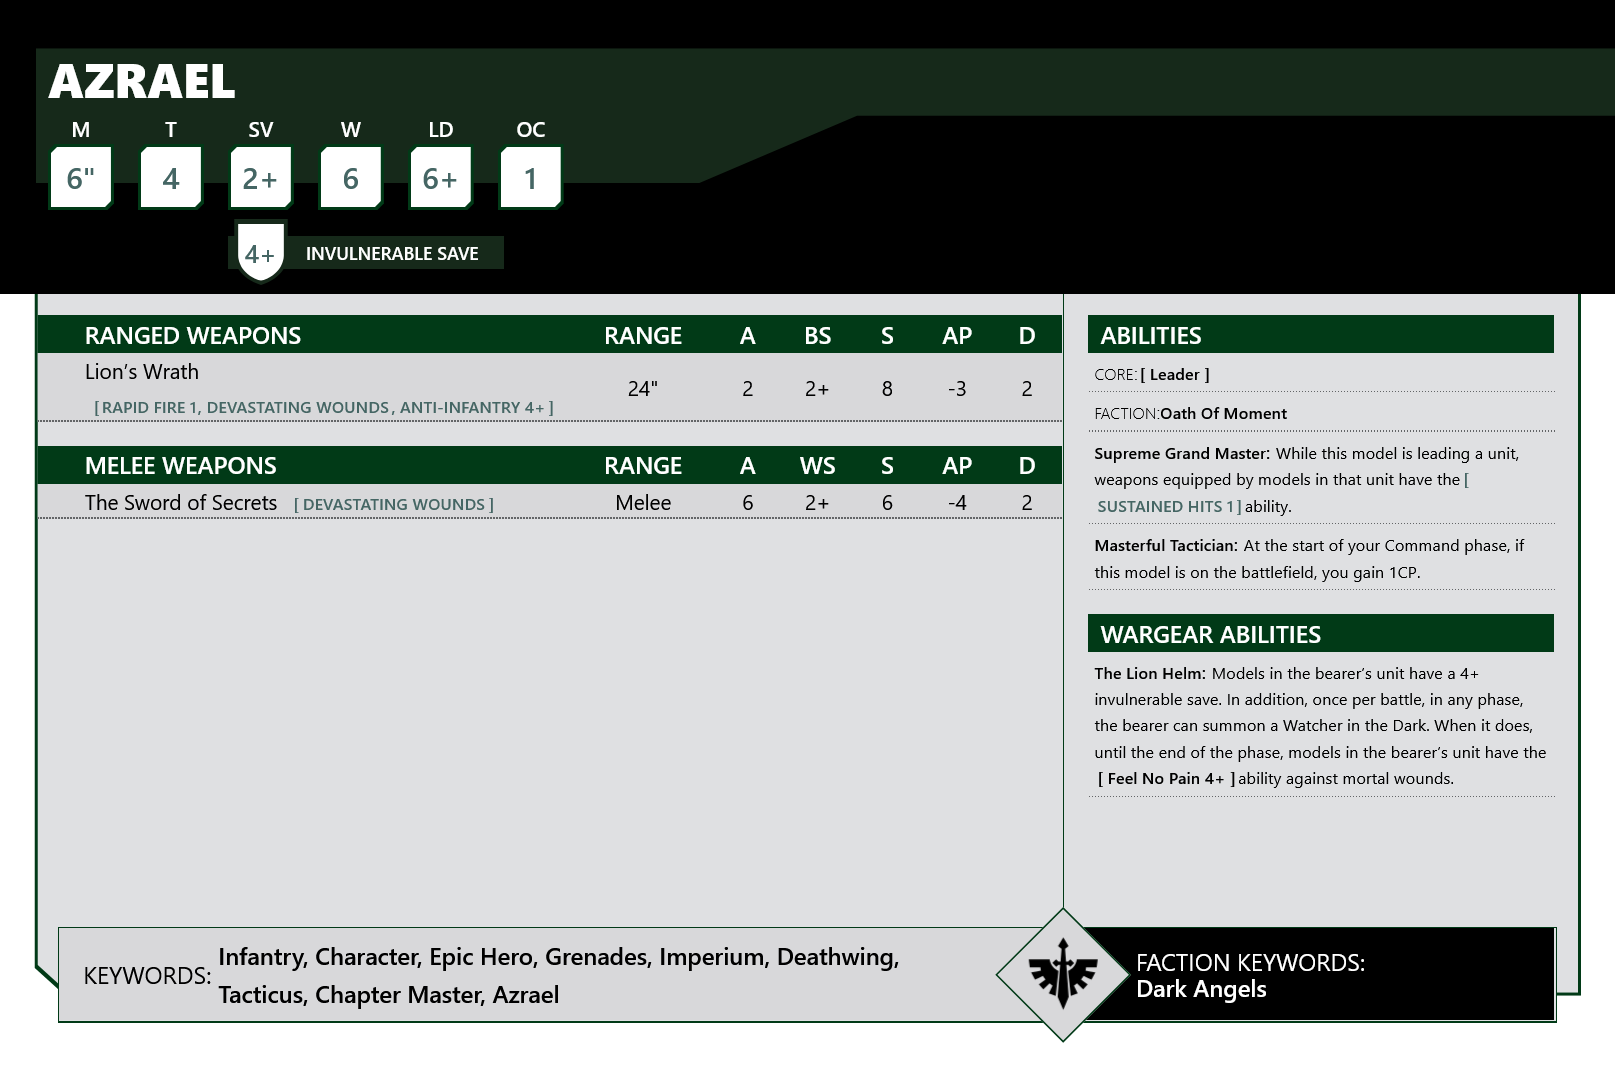 AZRAEL
M T SV W LD OC
6" 4 2+ 6 6+ 1
4+ INVULNERABLE SAVE
RANGED WEAPONS RANGE A BS S AP D
Lion’s Wrath
24" 2 2+ 8 -3 2
[ RAPID FIRE 1, DEVASTATING WOUNDS , ANTI-INFANTRY 4+ ]
MELEE WEAPONS RANGE A WS S AP D
The Sword of Secrets [ DEVASTATING WOUNDS ] Melee 6 2+ 6 -4 2
ABILITIES
CORE: [ Leader ]
FACTION:Oath Of Moment
Supreme Grand Master: While this model is leading a unit,
weapons equipped by models in that unit have the [
SUSTAINED HITS 1 ] ability.
Masterful Tactician: At the start of your Command phase, if
this model is on the battlefield, you gain 1CP.
WARGEAR ABILITIES
The Lion Helm: Models in the bearer’s unit have a 4+
invulnerable save. In addition, once per battle, in any phase,
the bearer can summon a Watcher in the Dark. When it does,
until the end of the phase, models in the bearer’s unit have the
[ Feel No Pain 4+ ] ability against mortal wounds.
KEYWORDS: Infantry, Character, Epic Hero, Grenades, Imperium, Deathwing,
Tacticus, Chapter Master, Azrael
FACTION KEYWORDS:
Dark Angels